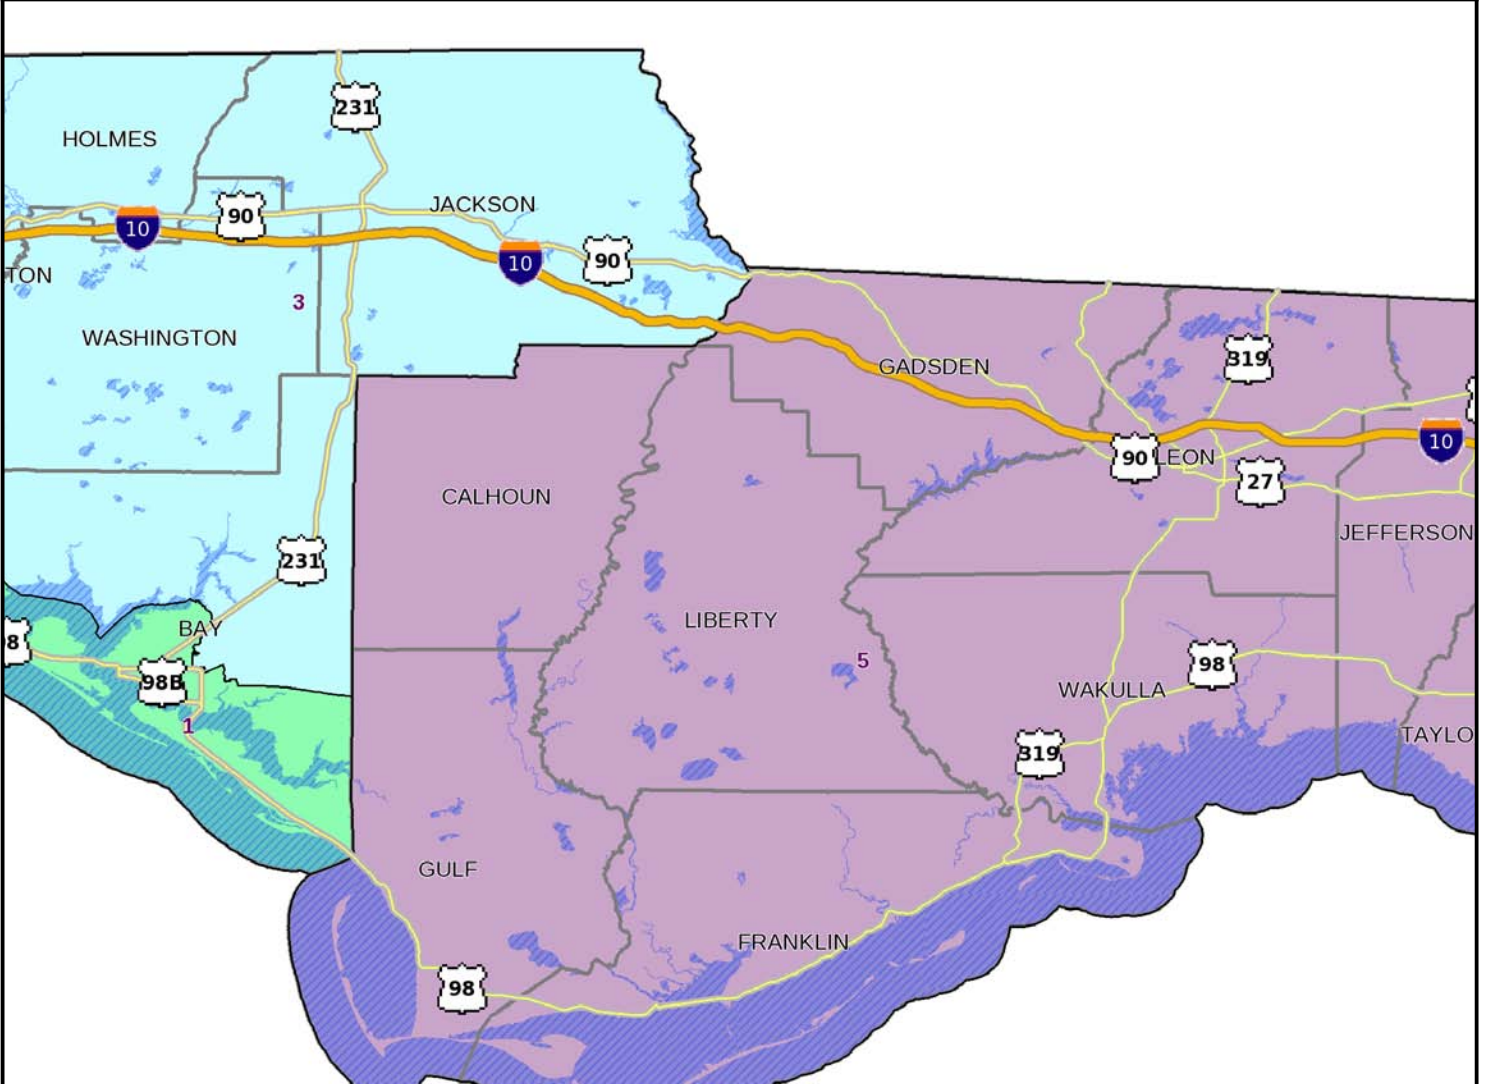 231
HOLMES
JACKSON
90
10
90
10
TON
3
WASHINGTON
319
GADSDEN
10
90
LEON
27
CALHOUN
JEFFERSON
231
LIBERTY
BAY
8
5
98
98B
WAKULLA
1
TAYLO
319
GULF
FRANKLIN
98